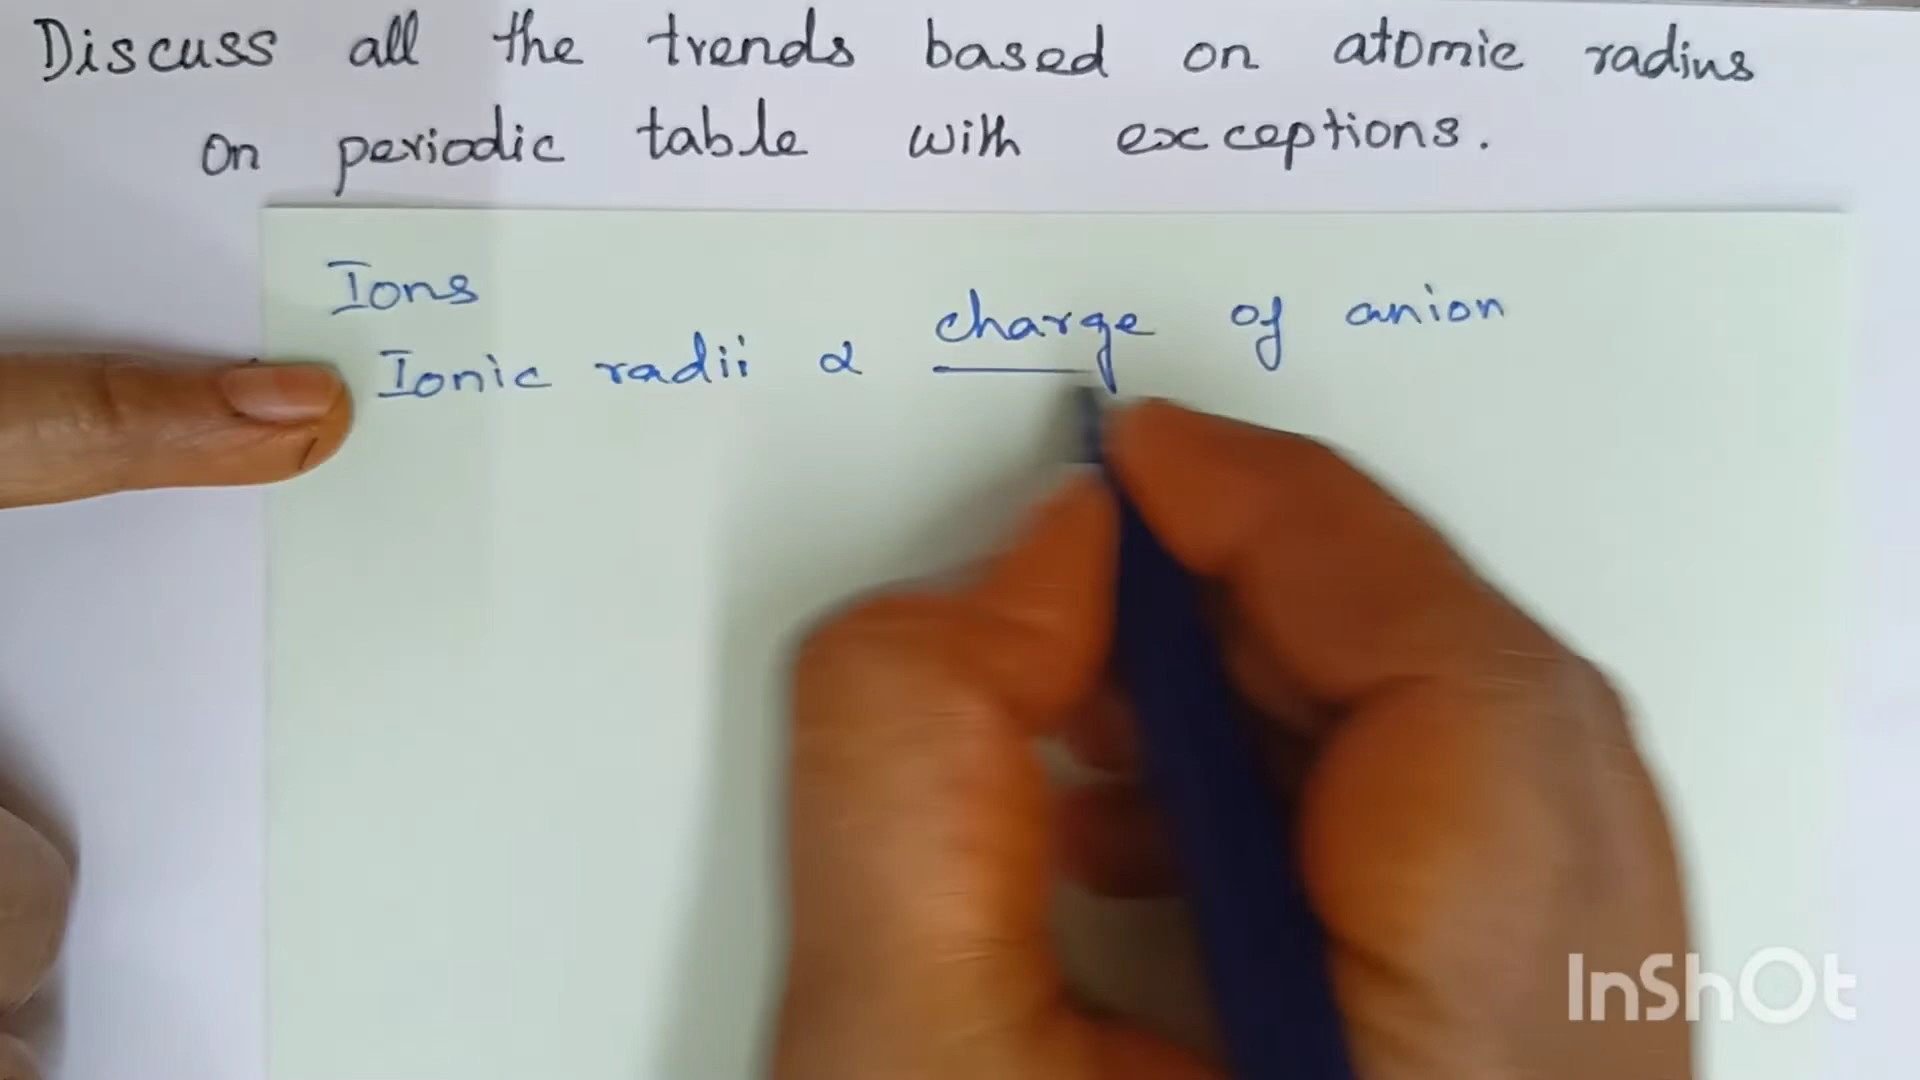 Discuss all the trends based on atomic radius
on periodic table with exceptions.
Ions
Ionic radii α charge of anion
InShOt